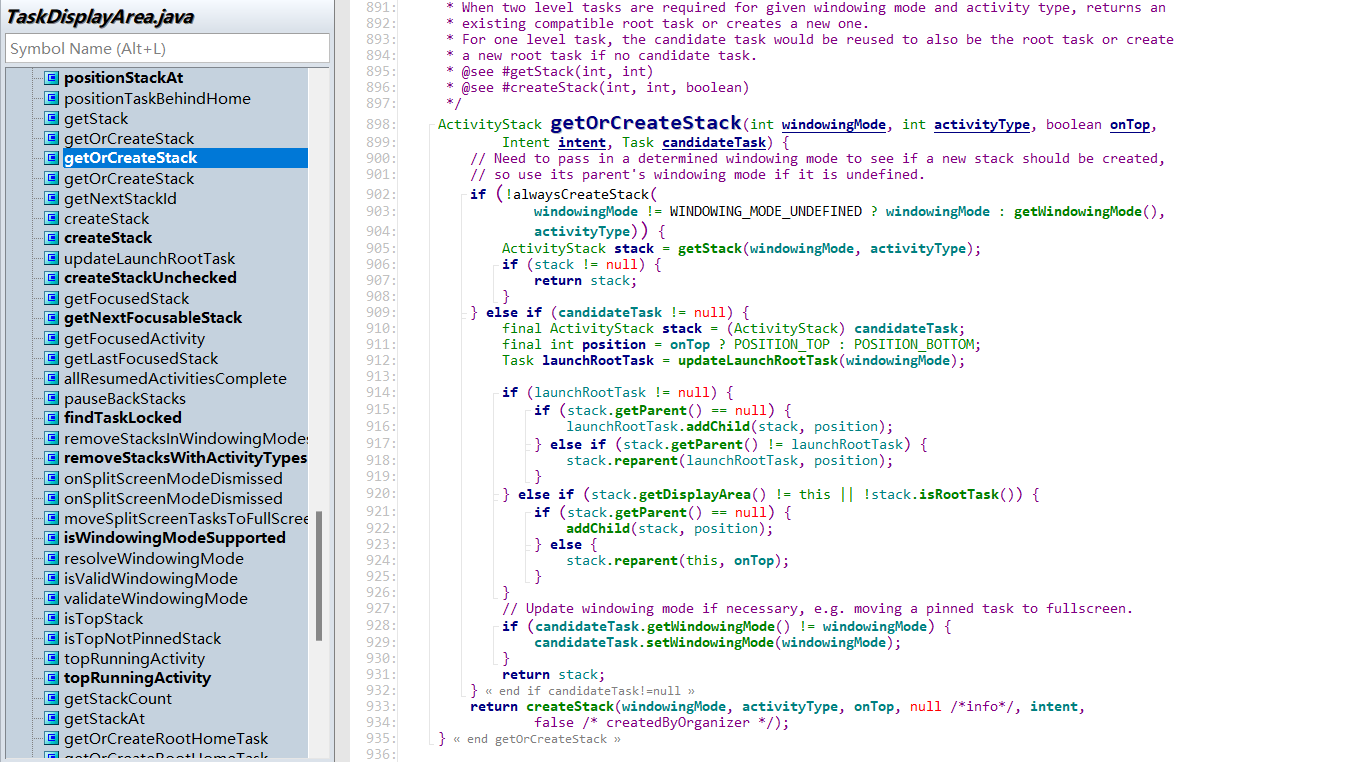 TaskDisplayArea.java
Symbol Name (Alt+L)
positionStackAt
positionTaskBehindHome
getStack
getOrCreateStack
getOrCreateStack
getOrCreateStack
getNextStackId
createStack
createStack
updateLaunchRootTask
createStackUnchecked
getFocusedStack
getNextFocusableStack
getFocusedActivity
getLastFocusedStack
allResumedActivitiesComplete
pauseBackStacks
findTaskLocked
removeStacksInWindowingModes
removeStacksWithActivityTypes
onSplitScreenModeDismissed
onSplitScreenModeDismissed
moveSplitScreenTasksToFullScre
isWindowingModeSupported
resolveWindowingMode
isValidWindowingMode
validateWindowingMode
isTopStack
isTopNotPinnedStack
topRunningActivity
topRunningActivity
getStackCount
getStackAt
getOrCreateRootHomeTask
getOrCreateRootHomeTask
891: * When two level tasks are required for given windowing mode and activity type, returns an
892: * existing compatible root task or creates a new one.
893: * For one level task, the candidate task would be reused to also be the root task or create
894: * a new root task if no candidate task.
895: * @see #getStack(int, int)
896: * @see #createStack(int, int, boolean)
897: */
898: ActivityStack getOrCreateStack(int windowingMode, int activityType, boolean onTop,
899: Intent intent, Task candidateTask) {
900: // Need to pass in a determined windowing mode to see if a new stack should be created,
901: // so use its parent's windowing mode if it is undefined.
902: if (!alwaysCreateStack(
903: windowingMode != WINDOWING_MODE_UNDEFINED ? windowingMode : getWindowingMode(),
904: activityType)) {
905: ActivityStack stack = getStack(windowingMode, activityType);
906: if (stack != null) {
907: return stack;
908: }
909: } else if (candidateTask != null) {
910: final ActivityStack stack = (ActivityStack) candidateTask;
911: final int position = onTop ? POSITION_TOP : POSITION_BOTTOM;
912: Task launchRootTask = updateLaunchRootTask(windowingMode);
913:
914: if (launchRootTask != null) {
915: if (stack.getParent() == null) {
916: launchRootTask.addChild(stack, position);
917: } else if (stack.getParent() != launchRootTask) {
918: stack.reparent(launchRootTask, position);
919: }
920: } else if (stack.getDisplayArea() != this || !stack.isRootTask()) {
921: if (stack.getParent() == null) {
922: addChild(stack, position);
923: } else {
924: stack.reparent(this, onTop);
925: }
926: }
927: // Update windowing mode if necessary, e.g. moving a pinned task to fullscreen.
928: if (candidateTask.getWindowingMode() != windowingMode) {
929: candidateTask.setWindowingMode(windowingMode);
930: }
931: return stack;
932: } « end if candidateTask!=null »
933: return createStack(windowingMode, activityType, onTop, null /*info*/, intent,
934: false /* createdByOrganizer */);
935: } « end getOrCreateStack »
936: